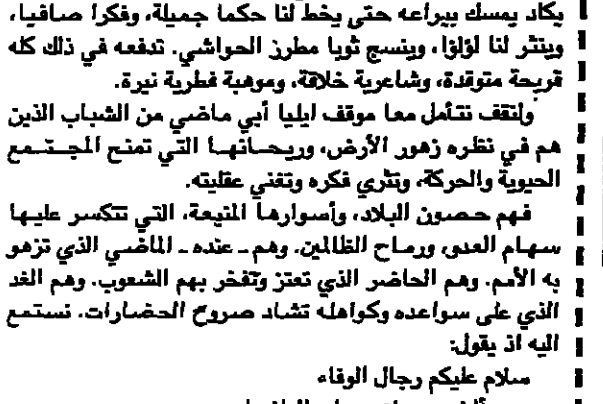 يكاد يمسك بيراعه حتى يخط لنا حكما جميلة، وفكرا صافيا،
وينثر لنا لؤلؤا، وينسج ثوبا مطرز الحواشي. تدفعه في ذلك كله
قريحة متوقدة، وشاعرية خلاقة، وموهبة فطرية نيرة.
ولنقف نتأمل معا موقف ايليا أبي ماضي من الشباب الذين
هم في نظره زهور الأرض، وريحانها التي تمنح المجتمع
الحيوية والحركة، وتثري فكره وتغني عقليته.
فهم حصون البلاد، وأسوارها المنيعة، التي تتكسر عليها
سهام العدو، ورماح الظالمين. وهم - عنده - الماضي الذي تزهو
به الأمم. وهم الحاضر الذي تعتز وتفخر بهم الشعوب. وهم الغد
الذي على سواعده وكواهله تشاد صروح الحضارات. نستمع
اليه اذ يقول:
سلام عليكم رجال الوفاء